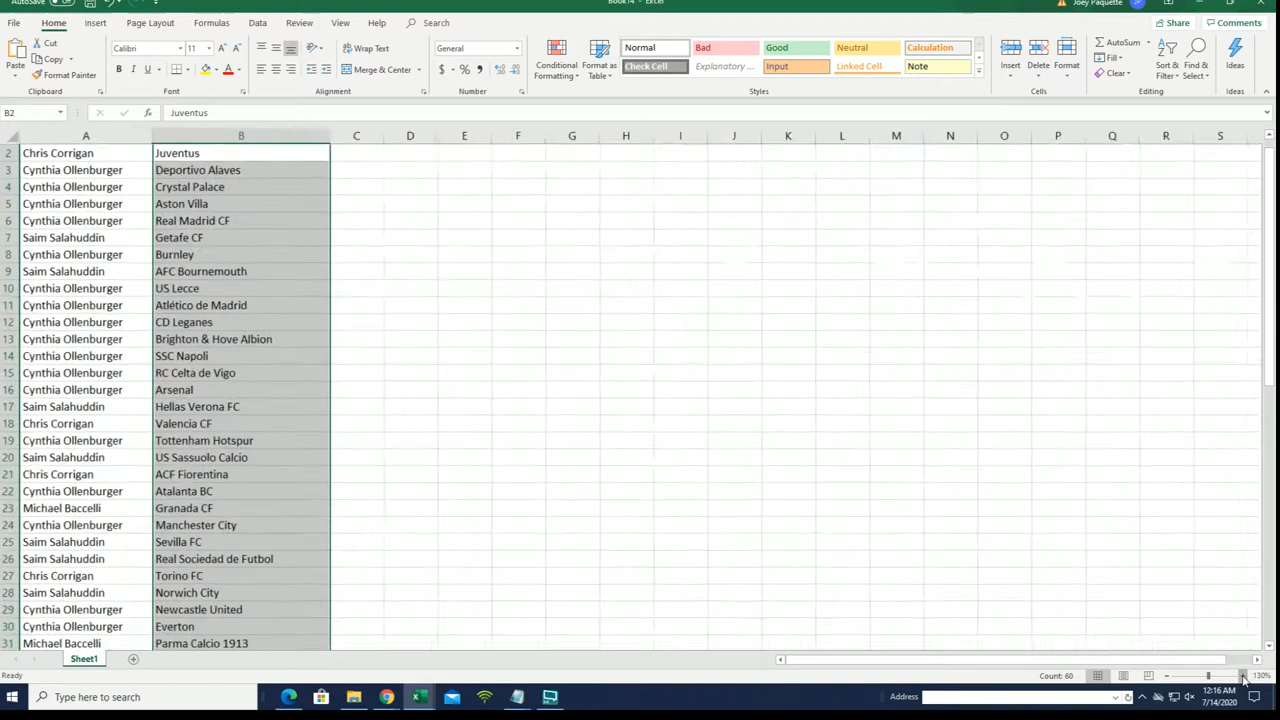 AutoSave Off Book14 - Excel Joey Paquette JP
File Home Insert Page Layout Formulas Data Review View Help Search Share Comments
Paste Cut Copy Format Painter Calibri 11 Wrap Text General Conditional Formatting Format as Table Normal Bad Good Neutral Calculation Insert Delete Format AutoSum Fill Clear Sort & Filter Find & Select Ideas
B I U Merge & Center $ % Check Cell Explanatory ... Input Linked Cell Note
Clipboard Font Alignment Number Styles Cells Editing Ideas
B2 fx Juventus
A B C D E F G H I J K L M N O P Q R S
2 Chris Corrigan Juventus
3 Cynthia Ollenburger Deportivo Alaves
4 Cynthia Ollenburger Crystal Palace
5 Cynthia Ollenburger Aston Villa
6 Cynthia Ollenburger Real Madrid CF
7 Saim Salahuddin Getafe CF
8 Cynthia Ollenburger Burnley
9 Saim Salahuddin AFC Bournemouth
10 Cynthia Ollenburger US Lecce
11 Cynthia Ollenburger Atlético de Madrid
12 Cynthia Ollenburger CD Leganes
13 Cynthia Ollenburger Brighton & Hove Albion
14 Cynthia Ollenburger SSC Napoli
15 Cynthia Ollenburger RC Celta de Vigo
16 Cynthia Ollenburger Arsenal
17 Saim Salahuddin Hellas Verona FC
18 Chris Corrigan Valencia CF
19 Cynthia Ollenburger Tottenham Hotspur
20 Saim Salahuddin US Sassuolo Calcio
21 Chris Corrigan ACF Fiorentina
22 Cynthia Ollenburger Atalanta BC
23 Michael Baccelli Granada CF
24 Cynthia Ollenburger Manchester City
25 Saim Salahuddin Sevilla FC
26 Saim Salahuddin Real Sociedad de Futbol
27 Chris Corrigan Torino FC
28 Saim Salahuddin Norwich City
29 Cynthia Ollenburger Newcastle United
30 Cynthia Ollenburger Everton
31 Michael Baccelli Parma Calcio 1913
Sheet1
Ready Count: 60 130%
Type here to search Address 12:16 AM
7/14/2020